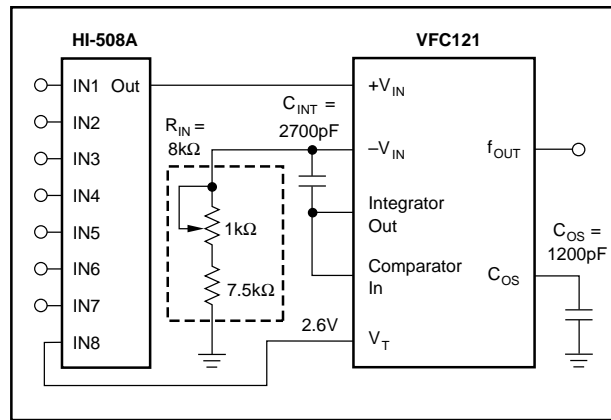 HI-508A
VFC121
IN1 Out
IN2
IN3
IN4
IN5
IN6
IN7
IN8
R_IN =
8kΩ
1kΩ
7.5kΩ
C_INT =
2700pF
2.6V
+V_IN
–V_IN
Integrator
Out
Comparator
In
V_T
f_OUT
C_OS
C_OS =
1200pF